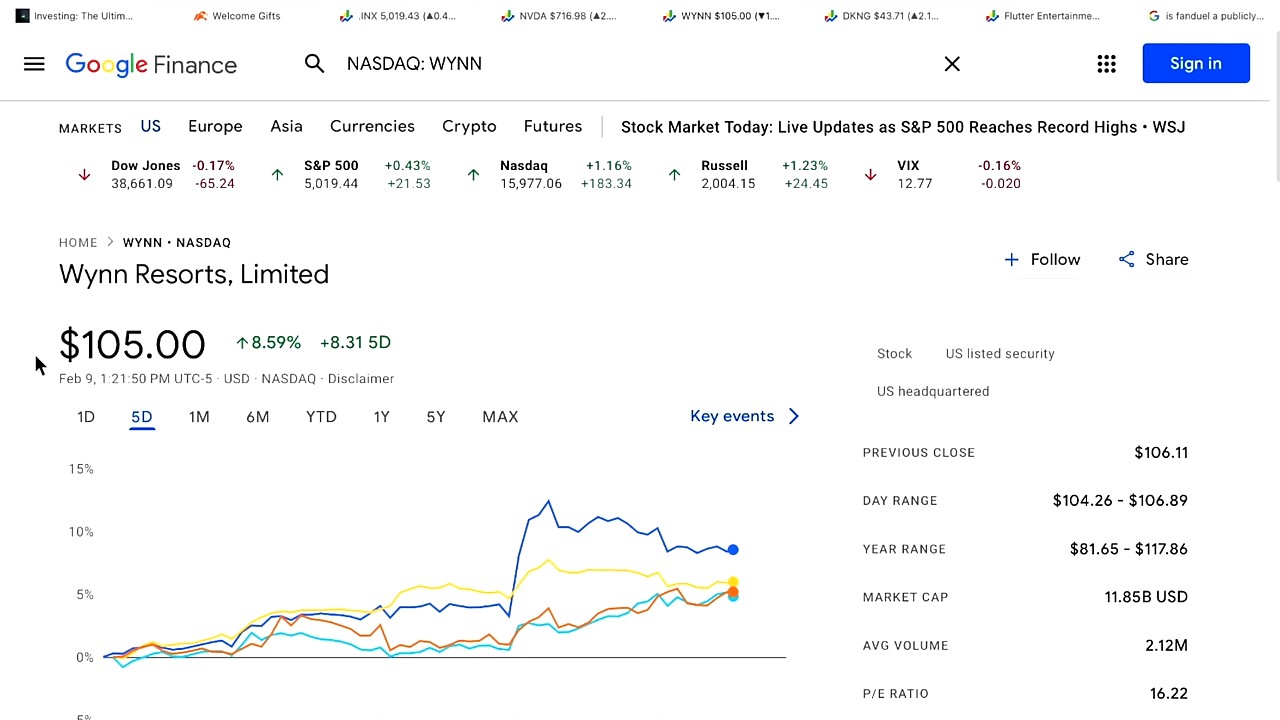 Investing: The Ultim... Welcome Gifts .INX 5,019.43 (▲0.4... NVDA $716.98 (▲2.... WYNN $105.00 (▼1.... DKNG $43.71 (▲2.1... Flutter Entertainme... is fanduel a publicly...
Google Finance NASDAQ: WYNN Sign in
MARKETS US Europe Asia Currencies Crypto Futures Stock Market Today: Live Updates as S&P 500 Reaches Record Highs • WSJ
Dow Jones -0.17% S&P 500 +0.43% Nasdaq +1.16% Russell +1.23% VIX -0.16%
38,661.09 -65.24 5,019.44 +21.53 15,977.06 +183.34 2,004.15 +24.45 12.77 -0.020
HOME > WYNN • NASDAQ
Wynn Resorts, Limited
Follow Share
$105.00 ↑8.59% +8.31 5D
Feb 9, 1:21:50 PM UTC-5 · USD · NASDAQ · Disclaimer
1D 5D 1M 6M YTD 1Y 5Y MAX Key events
15%
10%
5%
0%
Stock US listed security
US headquartered
PREVIOUS CLOSE $106.11
DAY RANGE $104.26 - $106.89
YEAR RANGE $81.65 - $117.86
MARKET CAP 11.85B USD
AVG VOLUME 2.12M
P/E RATIO 16.22